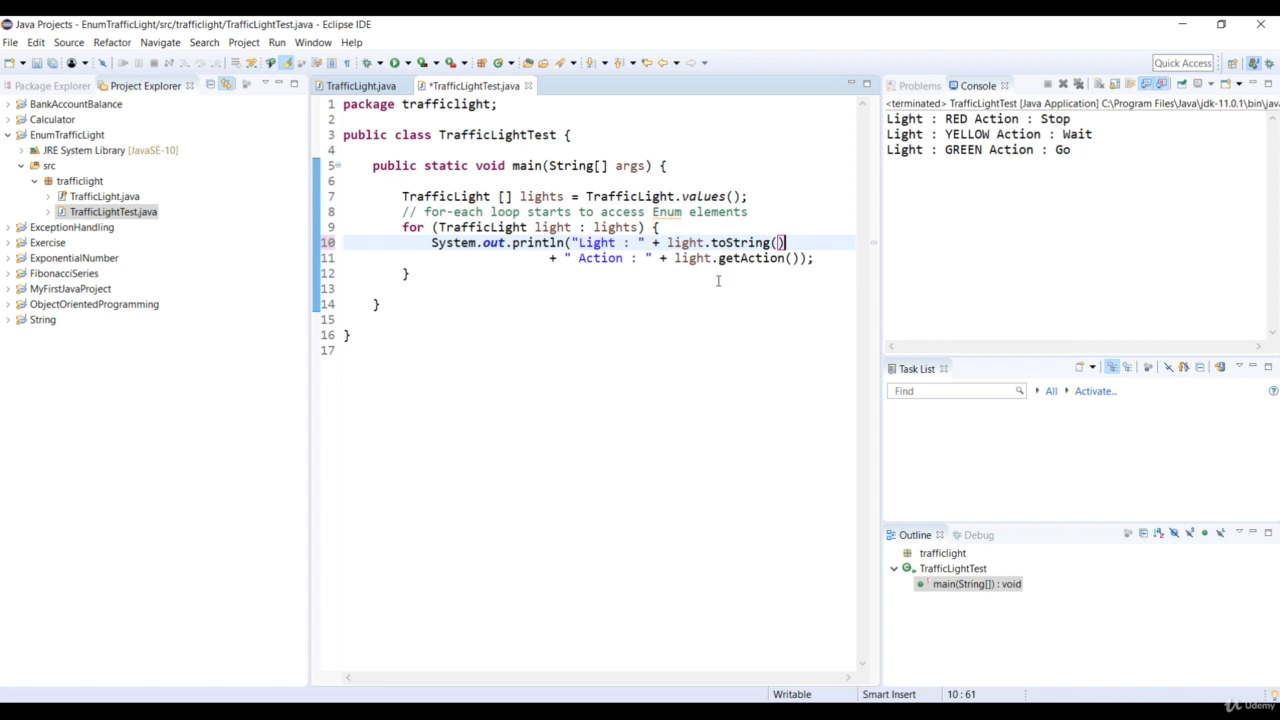 Java Projects - EnumTrafficLight/src/trafficlight/TrafficLightTest.java - Eclipse IDE
File Edit Source Refactor Navigate Search Project Run Window Help
Quick Access
Package Explorer Project Explorer
BankAccountBalance
Calculator
EnumTrafficLight
JRE System Library [JavaSE-10]
src
trafficlight
TrafficLight.java
TrafficLightTest.java
ExceptionHandling
Exercise
ExponentialNumber
FibonacciSeries
MyFirstJavaProject
ObjectOrientedProgramming
String
TrafficLight.java *TrafficLightTest.java
1 package trafficlight;
2
3 public class TrafficLightTest {
4
5 public static void main(String[] args) {
6
7 TrafficLight [] lights = TrafficLight.values();
8 // for-each loop starts to access Enum elements
9 for (TrafficLight light : lights) {
10 System.out.println("Light : " + light.toString()
11 + " Action : " + light.getAction());
12 }
13
14 }
15
16 }
17
Problems Console
<terminated> TrafficLightTest [Java Application] C:\Program Files\Java\jdk-11.0.1\bin\java
Light : RED Action : Stop
Light : YELLOW Action : Wait
Light : GREEN Action : Go
Task List
Find All Activate...
Outline Debug
trafficlight
TrafficLightTest
main(String[]) : void
Writable Smart Insert 10 : 61
Udemy